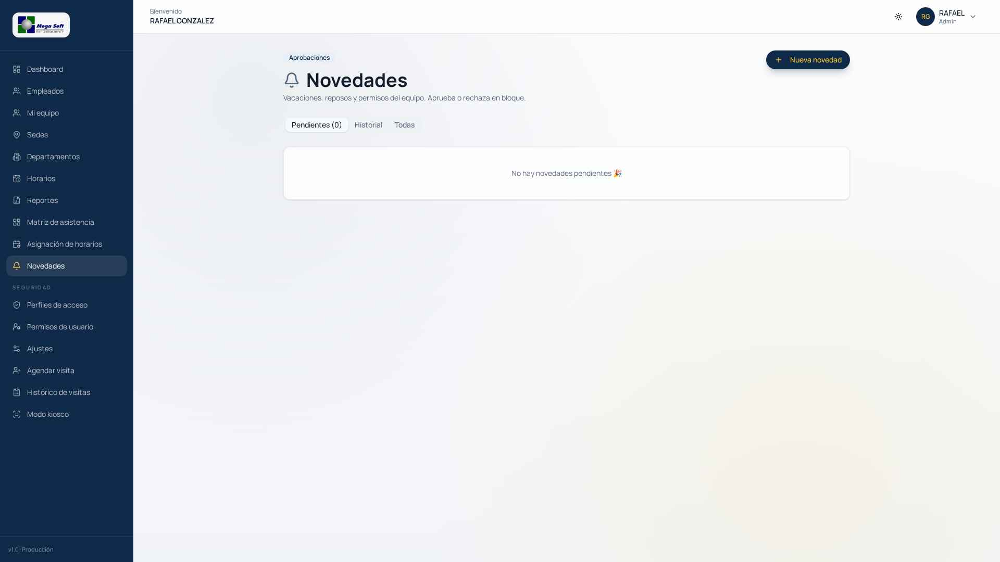 Mega Soft
Bienvenido
RAFAEL GONZALEZ
RG
RAFAEL
Admin
Dashboard
Empleados
Mi equipo
Sedes
Departamentos
Horarios
Reportes
Matriz de asistencia
Asignación de horarios
Novedades
SEGURIDAD
Perfiles de acceso
Permisos de usuario
Ajustes
Agendar visita
Histórico de visitas
Modo kiosco
v1.0 · Producción
Aprobaciones
Nueva novedad
Novedades
Vacaciones, reposos y permisos del equipo. Aprueba o rechaza en bloque.
Pendientes (0) Historial Todas
No hay novedades pendientes 🎉